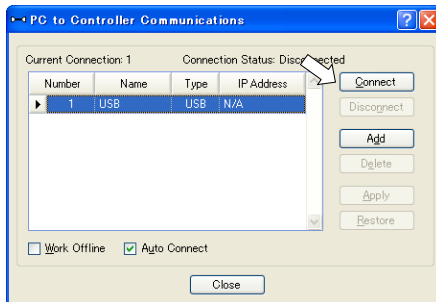 PC to Controller Communications
Current Connection: 1 Connection Status: Disconnected
Number Name Type IP Address
1 USB USB N/A
Connect
Disconnect
Add
Delete
Apply
Restore
Work Offline Auto Connect
Close